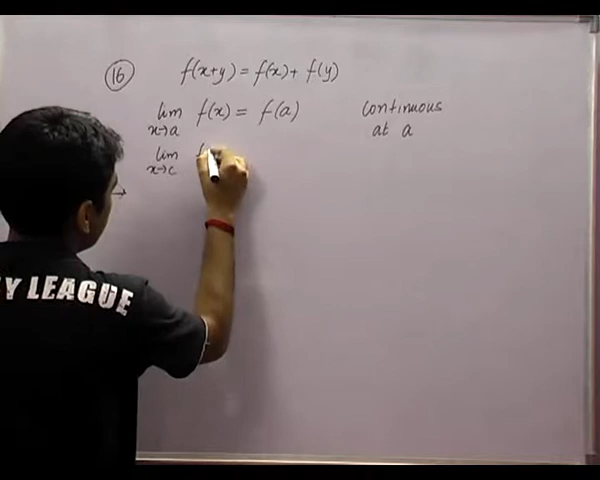 16 f(x+y) = f(x) + f(y)
lim x→a f(x) = f(a) continuous at a
lim x→c
Y LEAGUE